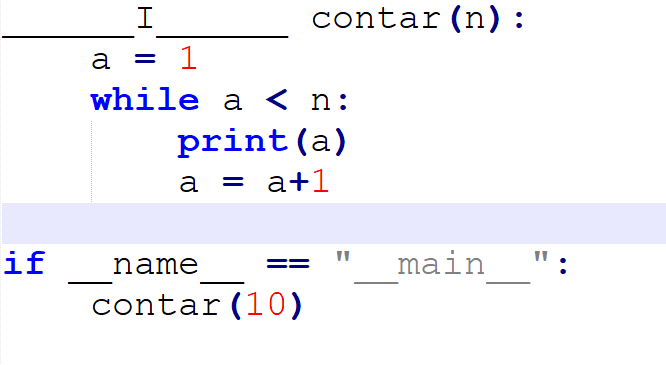 ______I______ contar(n):
    a = 1
    while a < n:
        print(a)
        a = a+1

if __name__ == "__main__":
    contar(10)